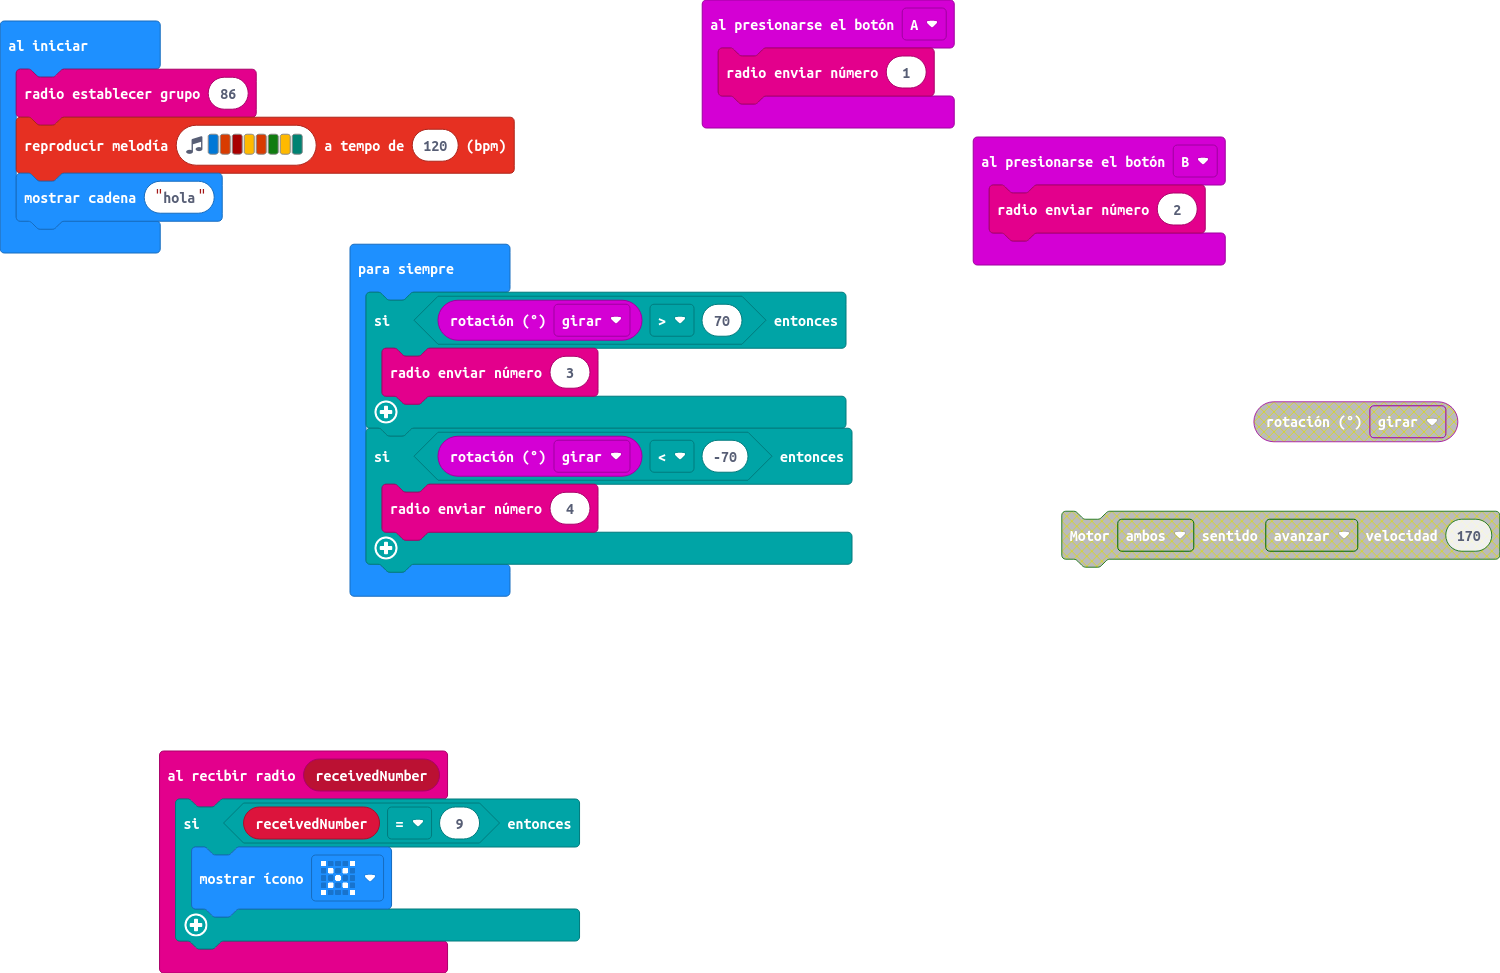 al iniciar
radio establecer grupo 86
reproducir melodía a tempo de 120 (bpm)
mostrar cadena "hola"
al presionarse el botón A
radio enviar número 1
al presionarse el botón B
radio enviar número 2
para siempre
si rotación (°) girar > 70 entonces
radio enviar número 3
si rotación (°) girar < -70 entonces
radio enviar número 4
rotación (°) girar
Motor ambos sentido avanzar velocidad 170
al recibir radio receivedNumber
si receivedNumber = 9 entonces
mostrar ícono